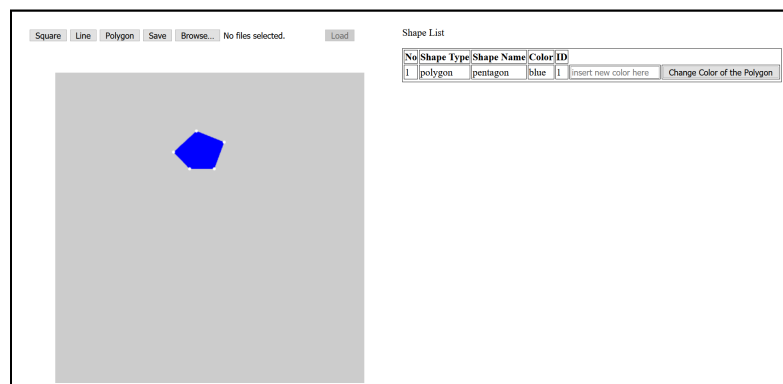 Square Line Polygon Save Browse... No files selected. Load
Shape List
No Shape Type Shape Name Color ID
1 polygon pentagon blue 1 insert new color here Change Color of the Polygon